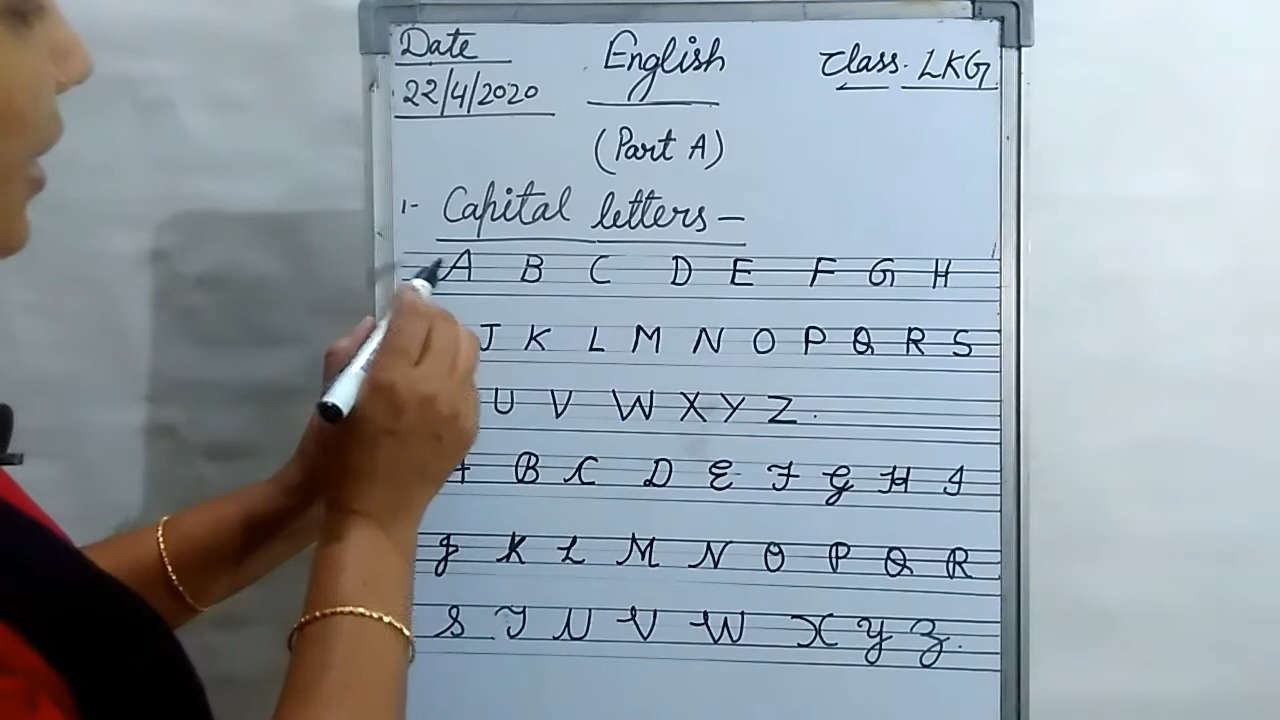 Date English Class. LKG
22/4/2020
(Part A)
1- Capital letters –
A B C D E F G H
J K L M N O P Q R S
U V W X Y Z.
B C D E F G H I
J K L M N O P Q R
S T U V W X Y Z.